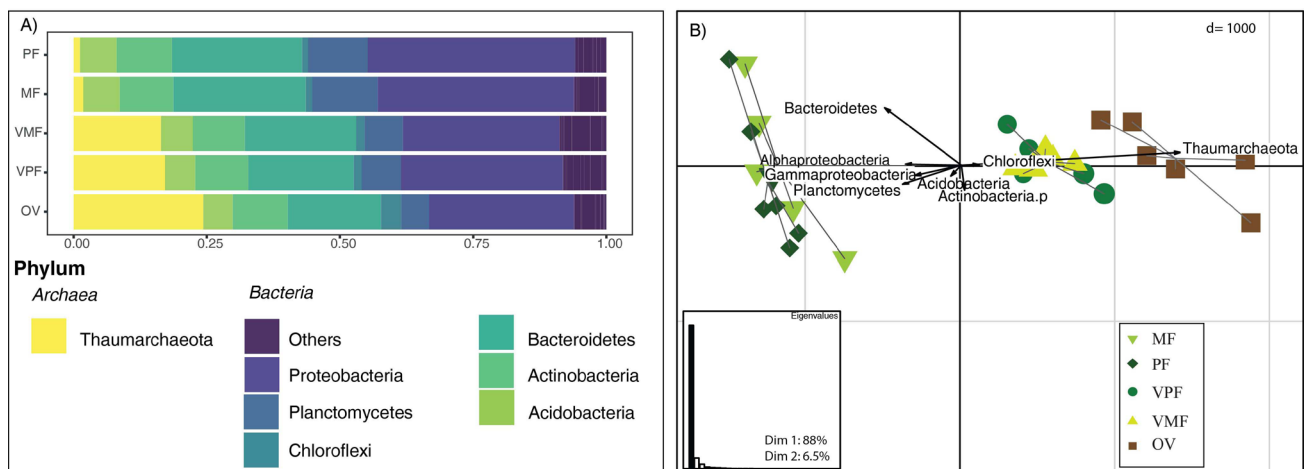 A)
PF
MF
VMF
VPF
OV
0.00 0.25 0.50 0.75 1.00
Phylum
Archaea
Thaumarchaeota
Bacteria
Others
Proteobacteria
Planctomycetes
Chloroflexi
Bacteroidetes
Actinobacteria
Acidobacteria
B)
d= 1000
Bacteroidetes
Thaumarchaeota
Alphaproteobacteria
Chloroflexi
Gammaproteobacteria
Planctomycetes
Acidobacteria
Actinobacteria.p
Eigenvalues
Dim 1: 88%
Dim 2: 6.5%
MF
PF
VPF
VMF
OV